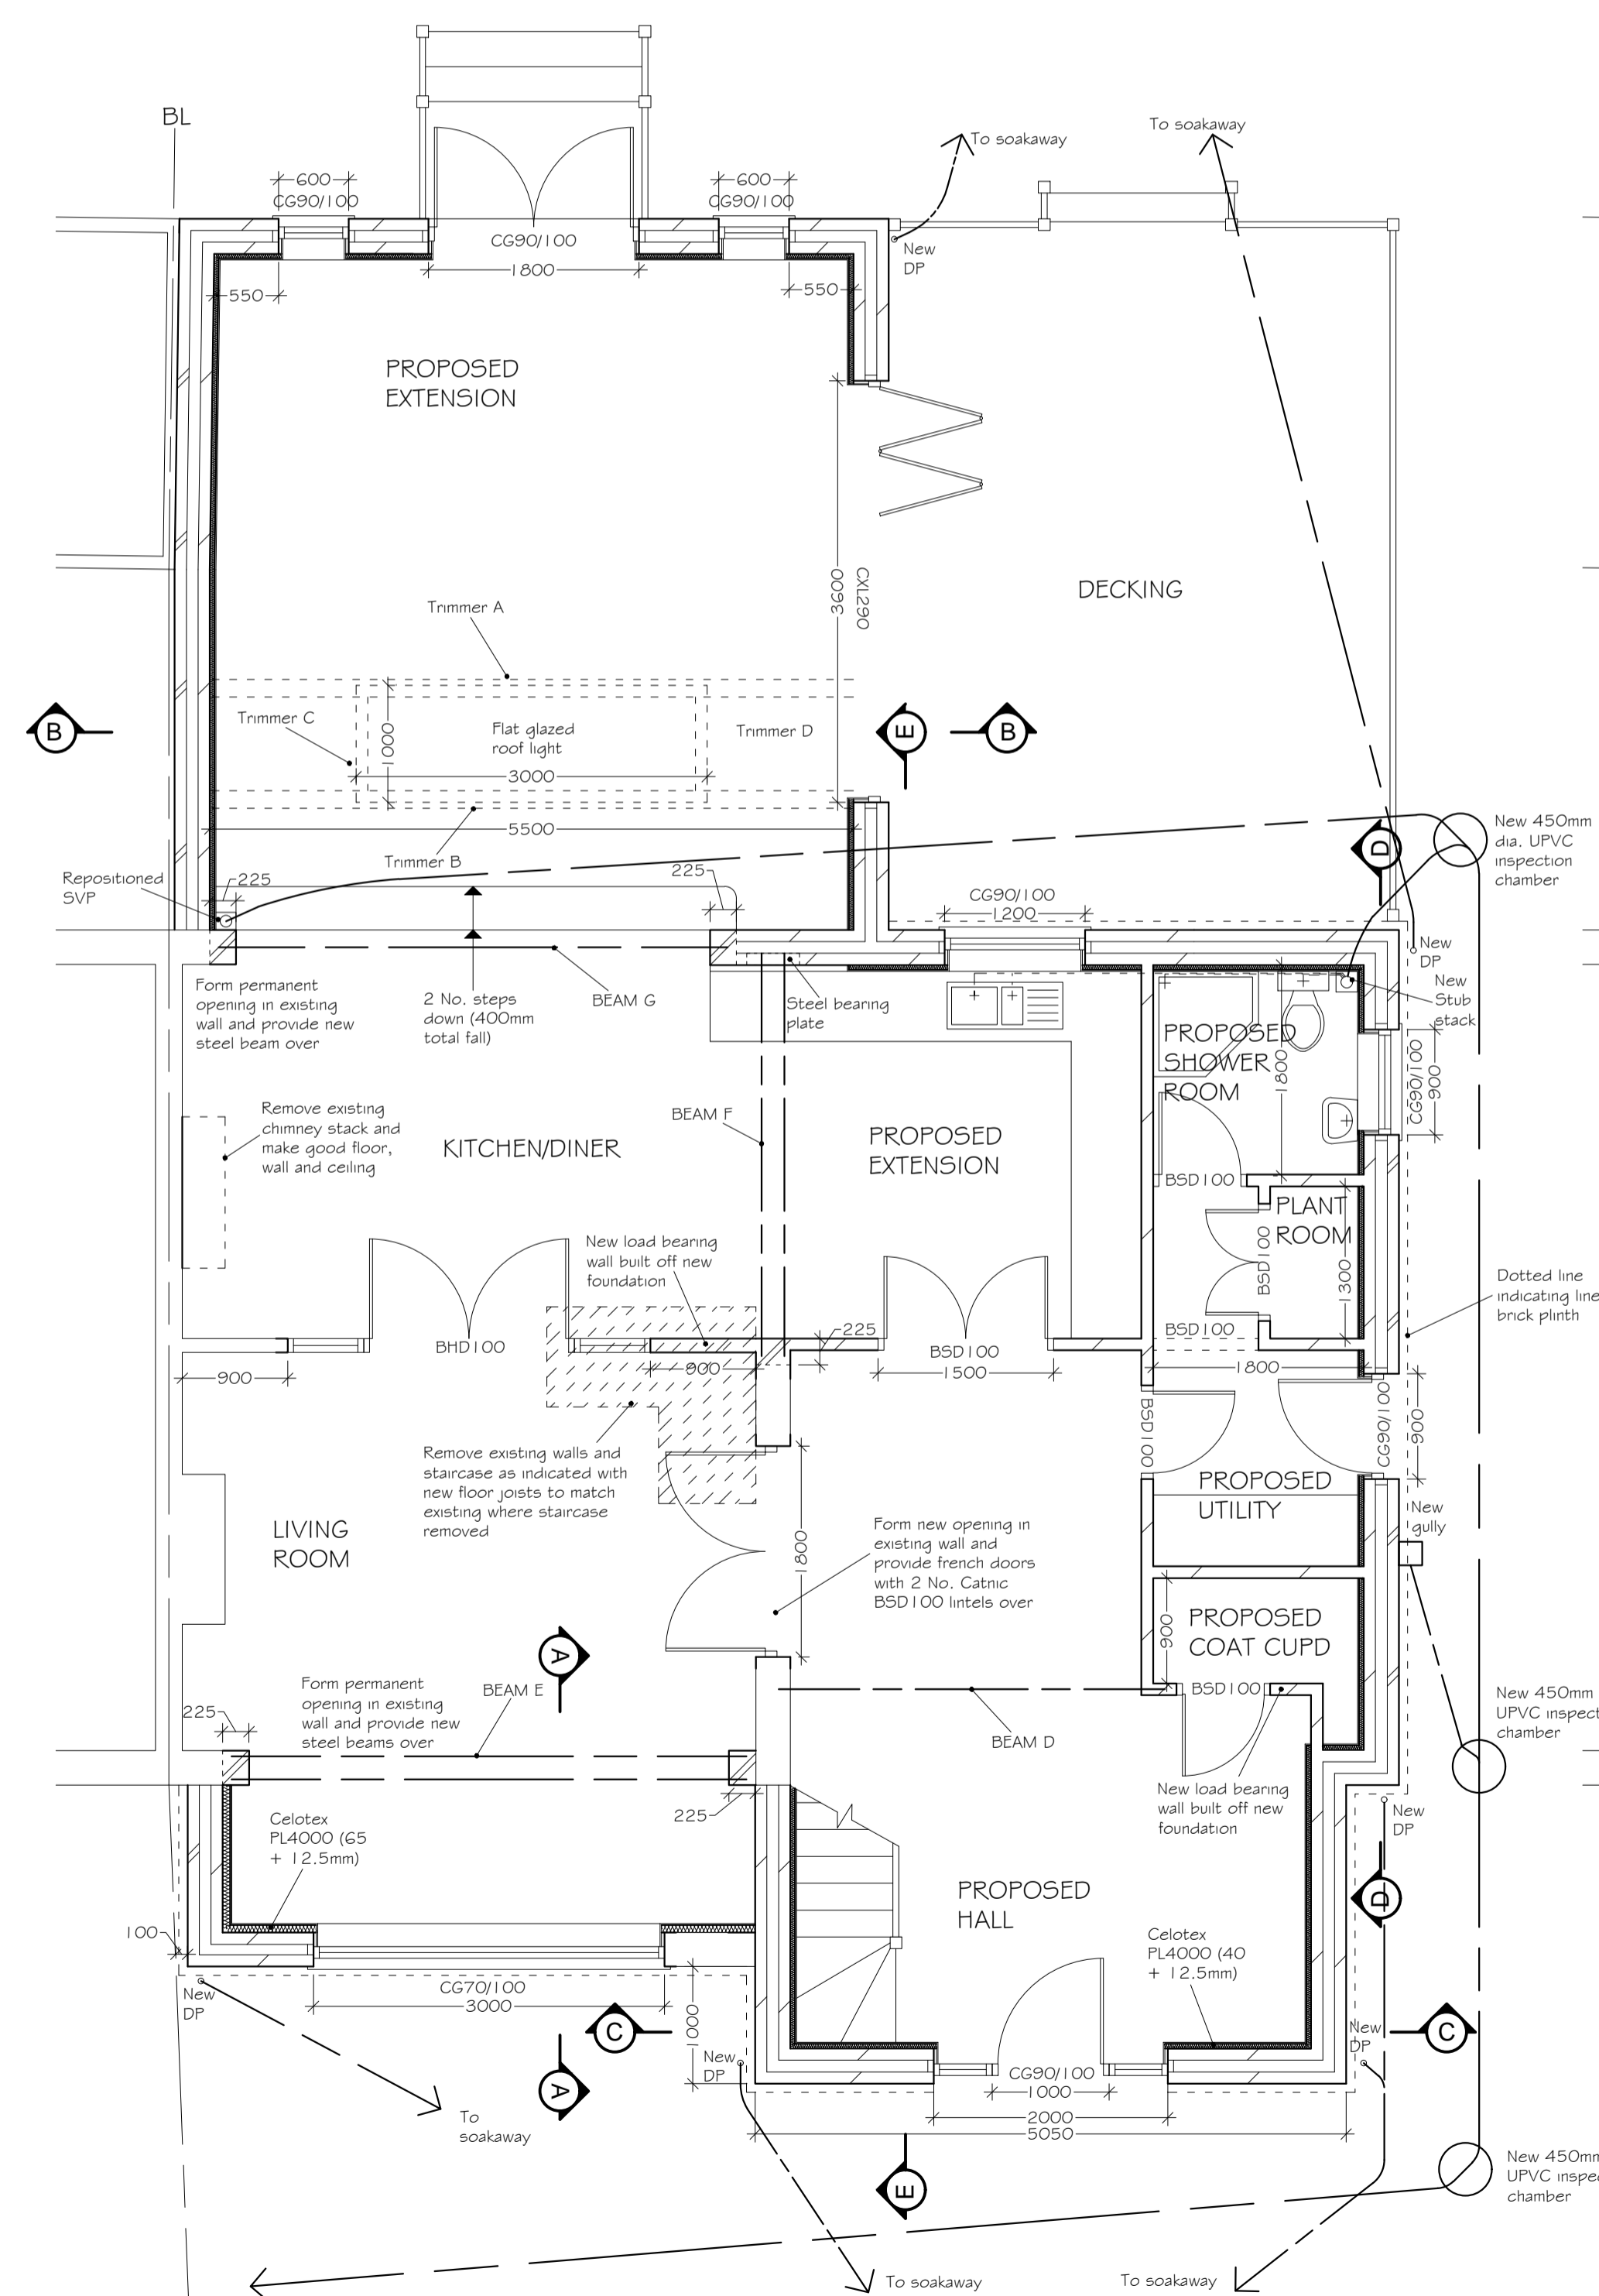 BL
To soakaway
To soakaway
600
CG90/100
600
CG90/100
CG90/100
1800
New
DP
550
550
PROPOSED
EXTENSION
3600
CXL290
DECKING
Trimmer A
Trimmer C
1000
Flat glazed
roof light
Trimmer D
3000
B
E
B
5500
Trimmer B
D
New 450mm
dia. UPVC
inspection
chamber
Repositioned
SVP
225
225
CG90/100
1200
New
DP
Form permanent
opening in existing
wall and provide new
steel beam over
2 No. steps
down (400mm
total fall)
BEAM G
Steel bearing
plate
New
Stub
stack
PROPOSED
SHOWER
ROOM
1800
CG90/100
900
Remove existing
chimney stack and
make good floor,
wall and ceiling
KITCHEN/DINER
BEAM F
PROPOSED
EXTENSION
BSD100
PLANT
ROOM
BSD100
1300
New load bearing
wall built off new
foundation
Dotted line
indicating line
brick plinth
BHD100
225
BSD100
1500
BSD100
1800
900
900
BSD100
CG90/100
900
Remove existing walls and
staircase as indicated with
new floor joists to match
existing where staircase
removed
PROPOSED
UTILITY
New
gully
LIVING
ROOM
1800
Form new opening in
existing wall and
provide french doors
with 2 No. Catnic
BSD100 lintels over
900
PROPOSED
COAT CUPD
A
Form permanent
opening in existing
wall and provide new
steel beams over
BEAM E
225
BSD100
BEAM D
New 450mm
UPVC inspect
chamber
New load bearing
wall built off new
foundation
225
New
DP
Celotex
PL4000 (65
+ 12.5mm)
PROPOSED
HALL
D
100
Celotex
PL4000 (40
+ 12.5mm)
New
DP
CG70/100
3000
C
1000
New
DP
C
New
DP
A
CG90/100
1000
2000
5050
To
soakaway
E
New 450mm
UPVC inspe
chamber
To soakaway
To soakaway